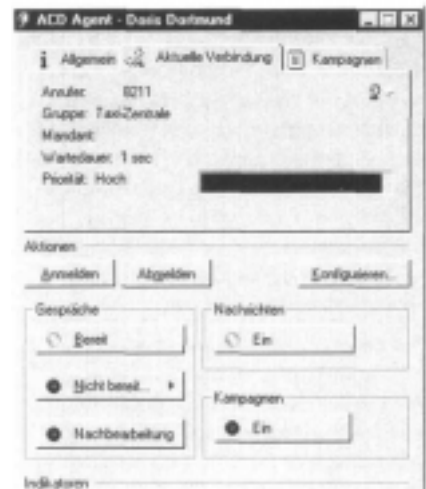 ACD Agent - Dasis Dortmund
Allgemein Aktuelle Verbindung Kampagnen
Anrufer: 8211
Gruppe: Taxi-Zentrale
Mandant:
Wartedauer: 1 sec
Priorität: Hoch
Aktionen
Anmelden Abmelden Konfigurieren...
Gespräche Nachrichten
Bereit Ein
Nicht bereit...
Kampagnen
Nachbearbeitung Ein
Indikatoren